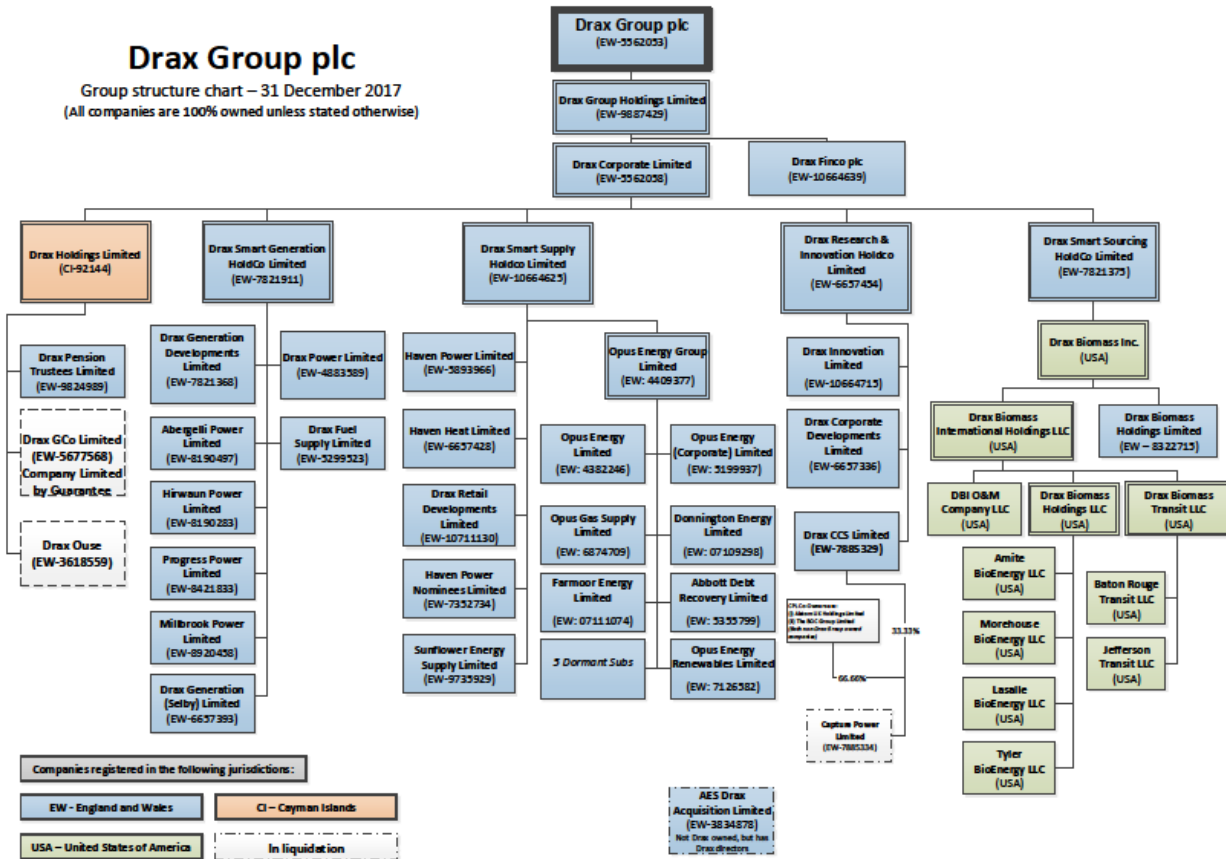 Drax Group plc
Group structure chart – 31 December 2017
(All companies are 100% owned unless stated otherwise)
Drax Group plc
(EW-5562053)
Drax Group Holdings Limited
(EW-9887429)
Drax Corporate Limited
(EW-5562058)
Drax Finco plc
(EW-10664639)
Drax Holdings Limited
(CI-92144)
Drax Smart Generation
HoldCo Limited
(EW-7821911)
Drax Smart Supply
Holdco Limited
(EW-10664625)
Drax Research &
Innovation Holdco
Limited
(EW-6657454)
Drax Smart Sourcing
HoldCo Limited
(EW-7821375)
Drax Pension
Trustees Limited
(EW-9824989)
Drax GCo Limited
(EW-5677568)
Company Limited
by Guarantee
Drax Ouse
(EW-3618559)
Drax Generation
Developments
Limited
(EW-7821368)
Abergelli Power
Limited
(EW-8190497)
Hirwaun Power
Limited
(EW-8190283)
Progress Power
Limited
(EW-8421833)
Millbrook Power
Limited
(EW-8920458)
Drax Generation
(Selby) Limited
(EW-6657393)
Drax Power Limited
(EW-4883589)
Drax Fuel
Supply Limited
(EW-5299523)
Haven Power Limited
(EW-5893966)
Haven Heat Limited
(EW-6657428)
Drax Retail
Developments
Limited
(EW-10711130)
Haven Power
Nominees Limited
(EW-7352734)
Sunflower Energy
Supply Limited
(EW-9735929)
Opus Energy Group
Limited
(EW: 4409377)
Opus Energy
Limited
(EW: 4382246)
Opus Gas Supply
Limited
(EW: 6874709)
Farmoor Energy
Limited
(EW: 07111074)
5 Dormant Subs
Opus Energy
(Corporate) Limited
(EW: 5199937)
Donnington Energy
Limited
(EW: 07109298)
Abbott Debt
Recovery Limited
(EW: 5355799)
Opus Energy
Renewables Limited
(EW: 7126582)
Drax Innovation
Limited
(EW-10664715)
Drax Corporate
Developments
Limited
(EW-6657336)
Drax CCS Limited
(EW-7885329)
33.33%
66.66%
Capture Power
Limited
(EW-7885334)
Drax Biomass Inc.
(USA)
Drax Biomass
International Holdings LLC
(USA)
Drax Biomass
Holdings Limited
(EW – 8322715)
DBI O&M
Company LLC
(USA)
Drax Biomass
Holdings LLC
(USA)
Drax Biomass
Transit LLC
(USA)
Amite
BioEnergy LLC
(USA)
Morehouse
BioEnergy LLC
(USA)
Lasalle
BioEnergy LLC
(USA)
Tyler
BioEnergy LLC
(USA)
Baton Rouge
Transit LLC
(USA)
Jefferson
Transit LLC
(USA)
AES Drax
Acquisition Limited
(EW-3834878)
Not Drax owned, but has
Drax directors
Companies registered in the following jurisdictions:
EW - England and Wales
CI – Cayman Islands
USA – United States of America
In liquidation